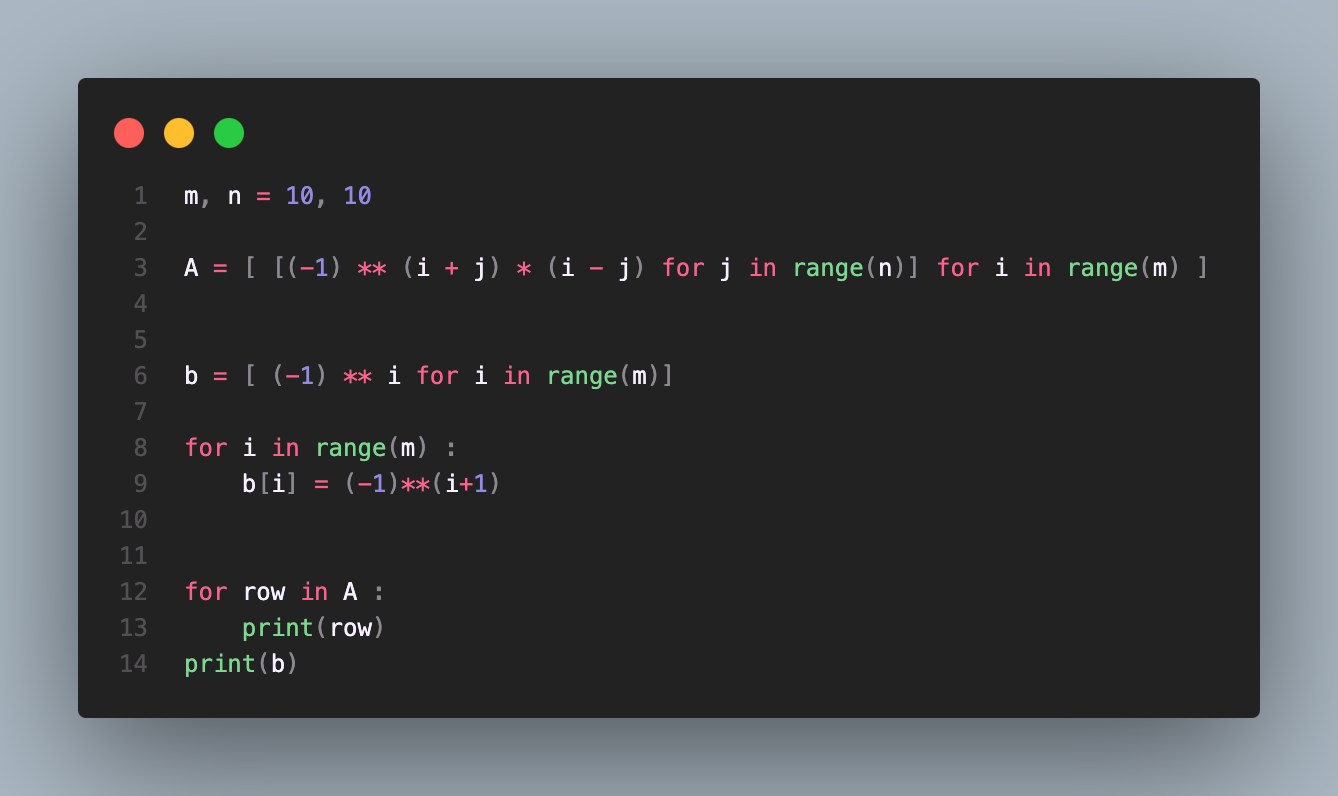 1 m, n = 10, 10
2
3 A = [ [(-1) ** (i + j) * (i - j) for j in range(n)] for i in range(m) ]
4
5
6 b = [ (-1) ** i for i in range(m)]
7
8 for i in range(m) :
9     b[i] = (-1)**(i+1)
10
11
12 for row in A :
13     print(row)
14 print(b)